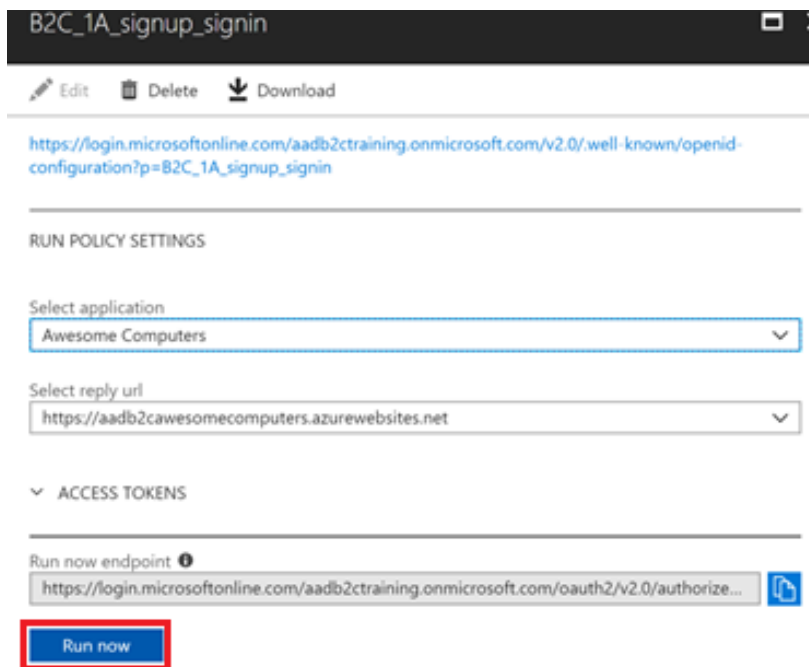 B2C_1A_signup_signin
Edit Delete Download
https://login.microsoftonline.com/aadb2ctraining.onmicrosoft.com/v2.0/.well-known/openid-
configuration?p=B2C_1A_signup_signin
RUN POLICY SETTINGS
Select application
Awesome Computers
Select reply url
https://aadb2cawesomecomputers.azurewebsites.net
ACCESS TOKENS
Run now endpoint
https://login.microsoftonline.com/aadb2ctraining.onmicrosoft.com/oauth2/v2.0/authorize...
Run now